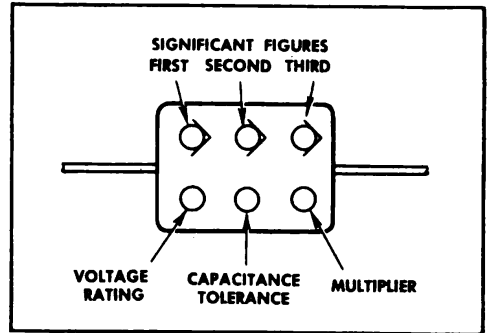 SIGNIFICANT FIGURES
FIRST SECOND THIRD
VOLTAGE
RATING
CAPACITANCE
TOLERANCE
MULTIPLIER